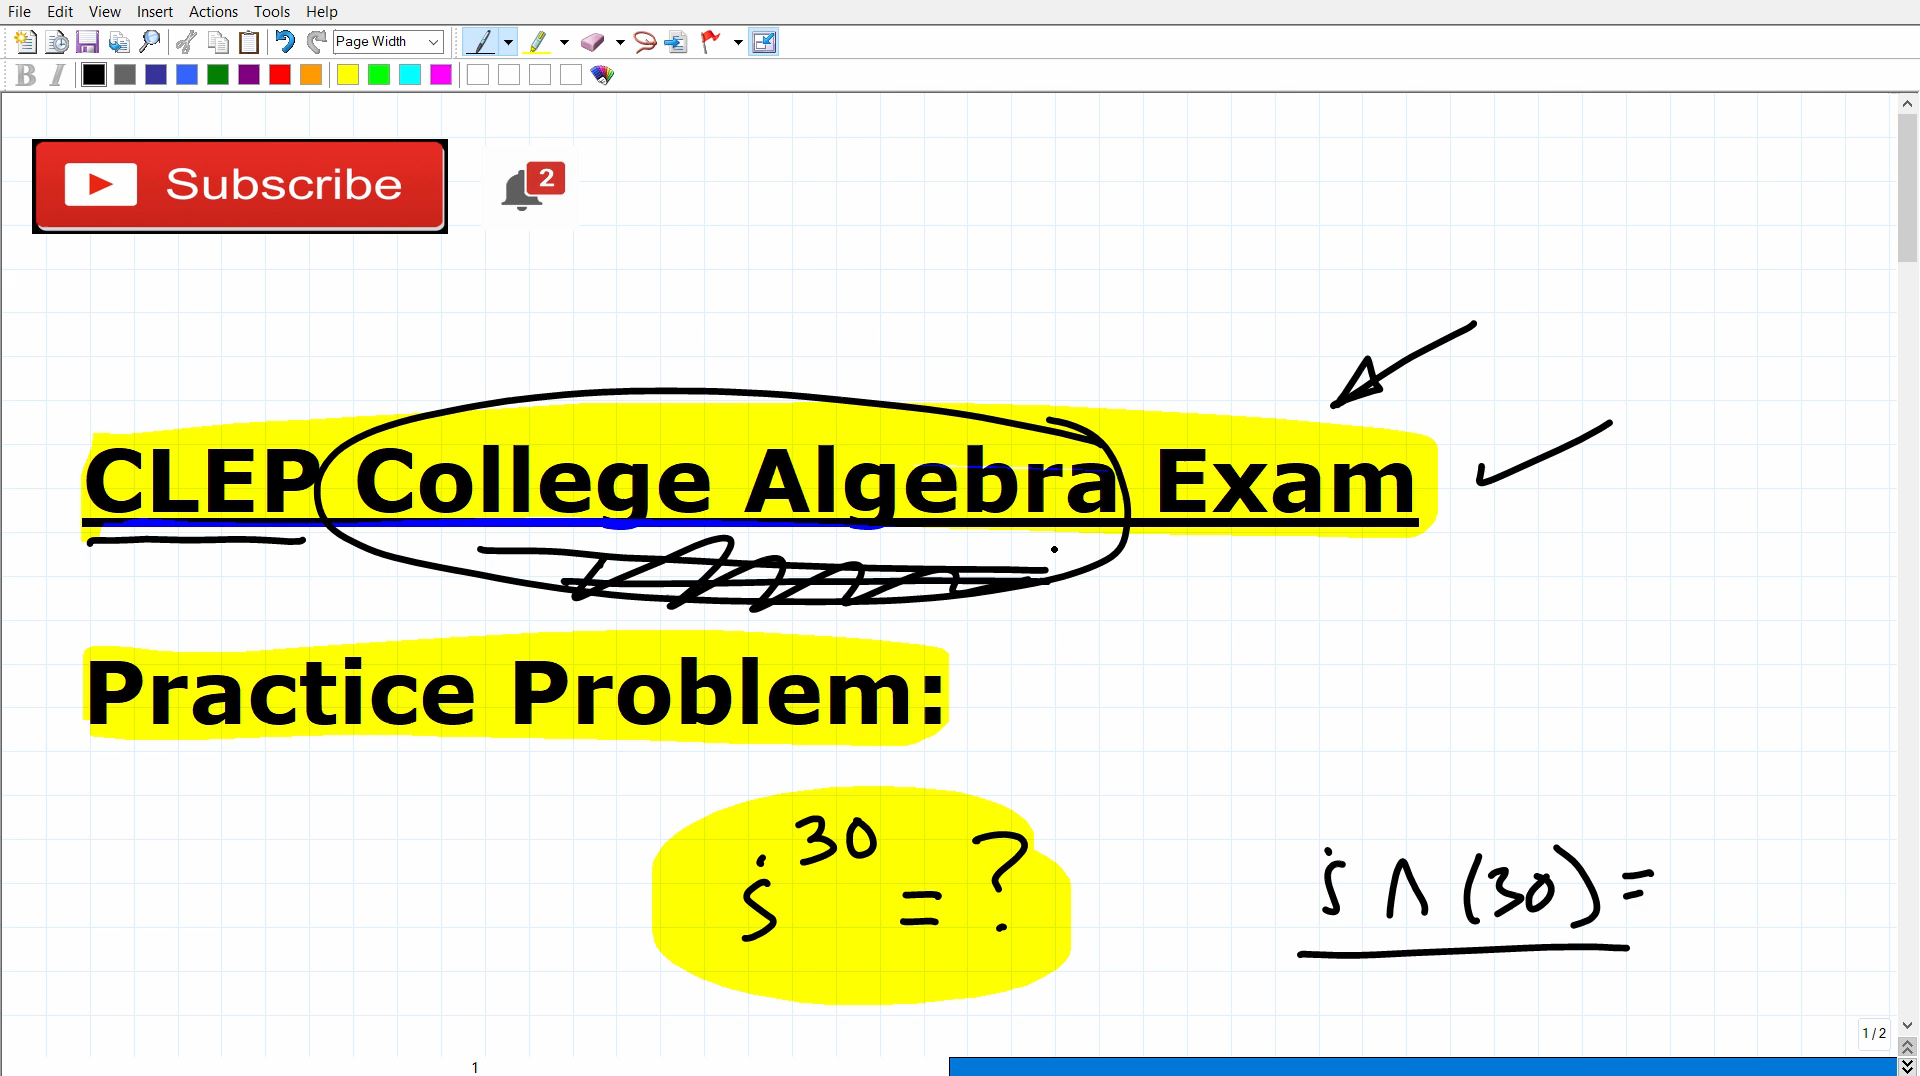 File Edit View Insert Actions Tools Help
Page Width
B I
Subscribe 2
CLEP College Algebra Exam
Practice Problem:
i³⁰ = ?
i ∧ (30) =
1 / 2
1